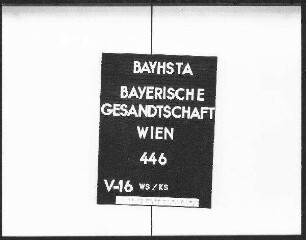 BAYHSTA
BAYERISCHE
GESANDTSCHAFT
WIEN
446
V-16 WS/KS